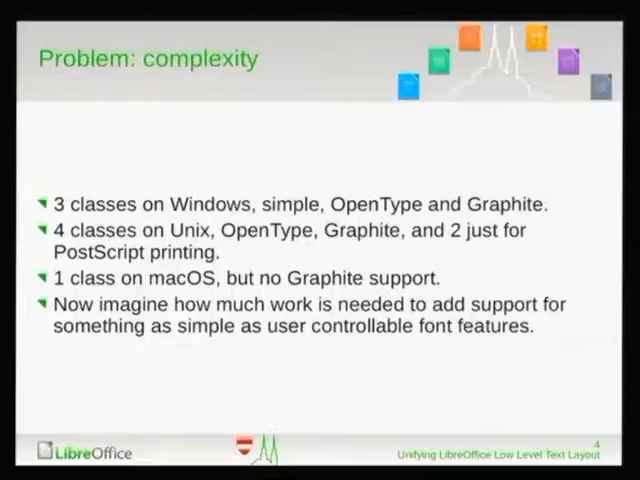 Problem: complexity
3 classes on Windows, simple, OpenType and Graphite.
4 classes on Unix, OpenType, Graphite, and 2 just for
PostScript printing.
1 class on macOS, but no Graphite support.
Now imagine how much work is needed to add support for
something as simple as user controllable font features.
LibreOffice
4
Unifying LibreOffice Low Level Text Layout